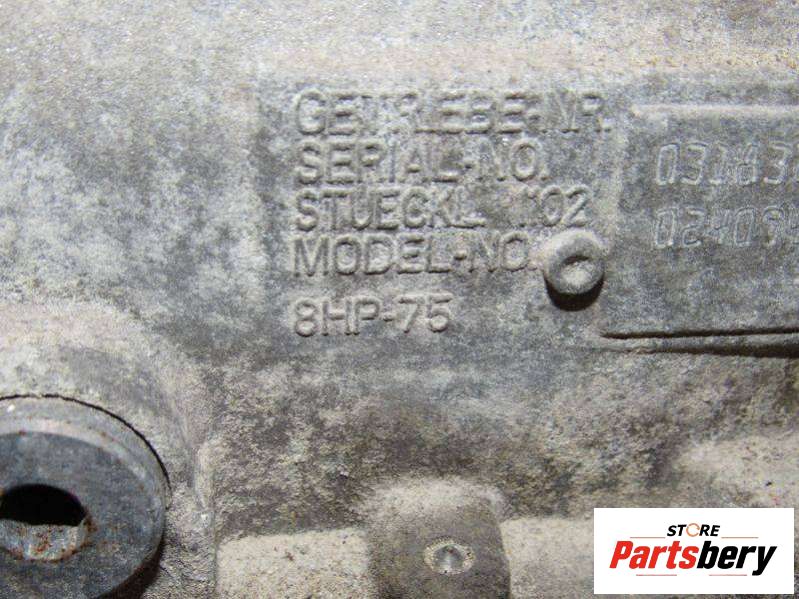 GETRIEBE-NR.
SERIAL-NO.
STUECKL. 1102
MODEL-NO.
8HP-75
STORE
Partsbery